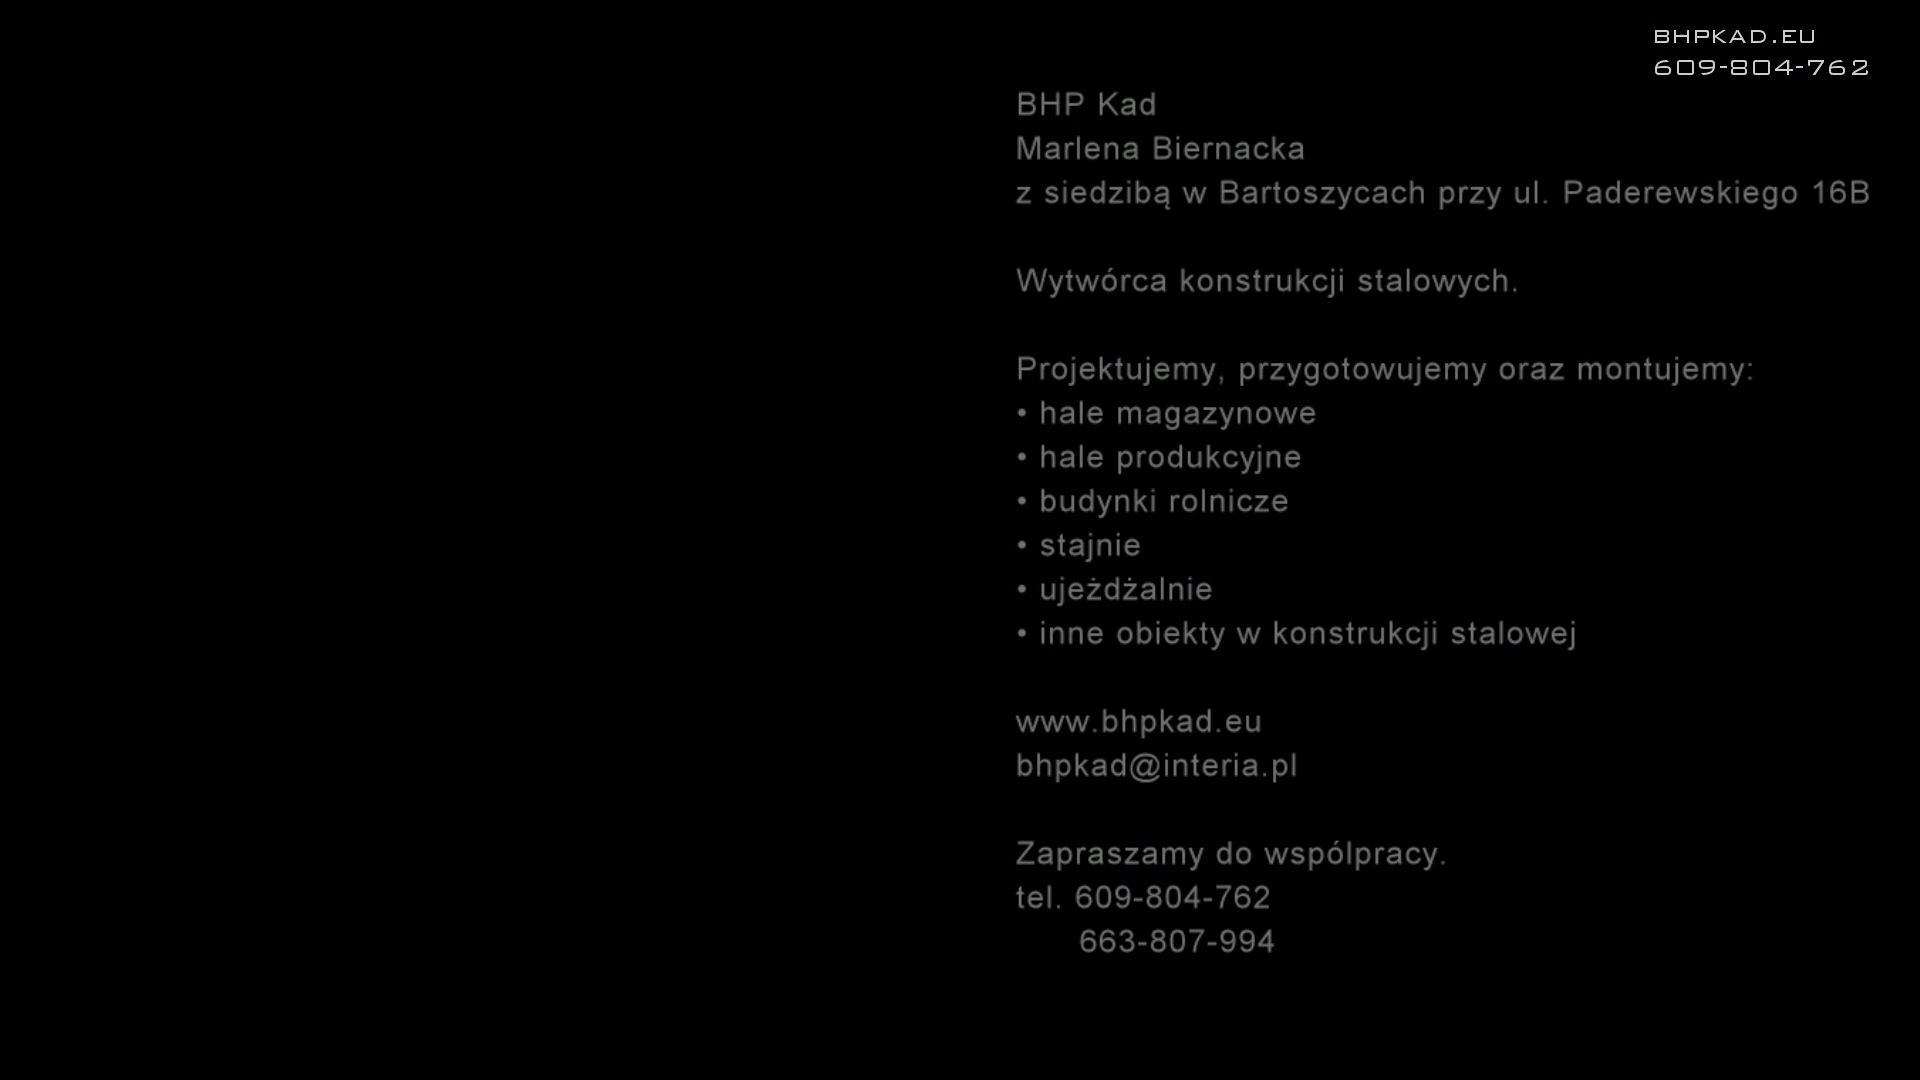 BHPKAD.EU
609-804-762
BHP Kad
Marlena Biernacka
z siedzibą w Bartoszycach przy ul. Paderewskiego 16B
Wytwórca konstrukcji stalowych.
Projektujemy, przygotowujemy oraz montujemy:
• hale magazynowe
• hale produkcyjne
• budynki rolnicze
• stajnie
• ujeżdżalnie
• inne obiekty w konstrukcji stalowej
www.bhpkad.eu
bhpkad@interia.pl
Zapraszamy do wspólpracy.
tel. 609-804-762
663-807-994